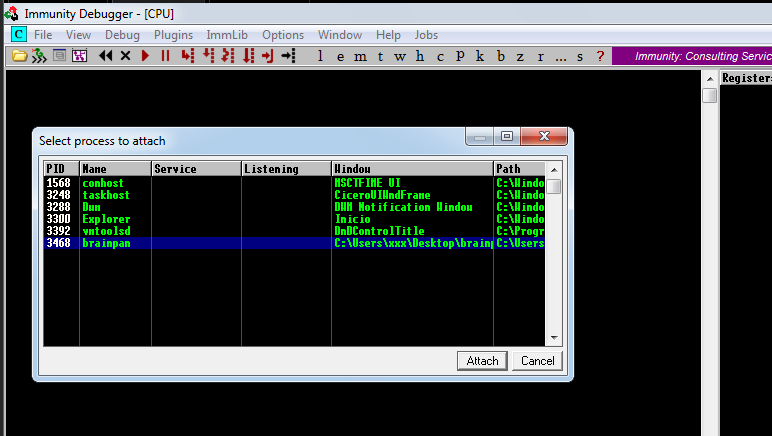 Immunity Debugger - [CPU]
C File View Debug Plugins ImmLib Options Window Help Jobs
l e m t w h c p k b z r ... s ? Immunity: Consulting Servic
Register
Select process to attach
PID Name Service Listening Window Path
1568 conhost MSCTFIME UI C:\Windo
3248 taskhost CiceroUIWndFrame C:\Windo
3288 Dwm DWM Notification Window C:\Windo
3300 Explorer Inicio C:\Windo
3392 vmtoolsd DnDControlTitle C:\Progr
3468 brainpan C:\Users\xxx\Desktop\brainp C:\Users
Attach Cancel